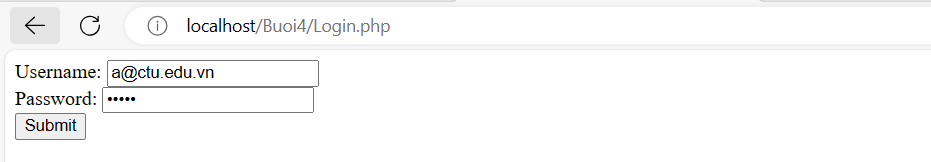 localhost/Buoi4/Login.php
Username: a@ctu.edu.vn
Password: •••••
Submit